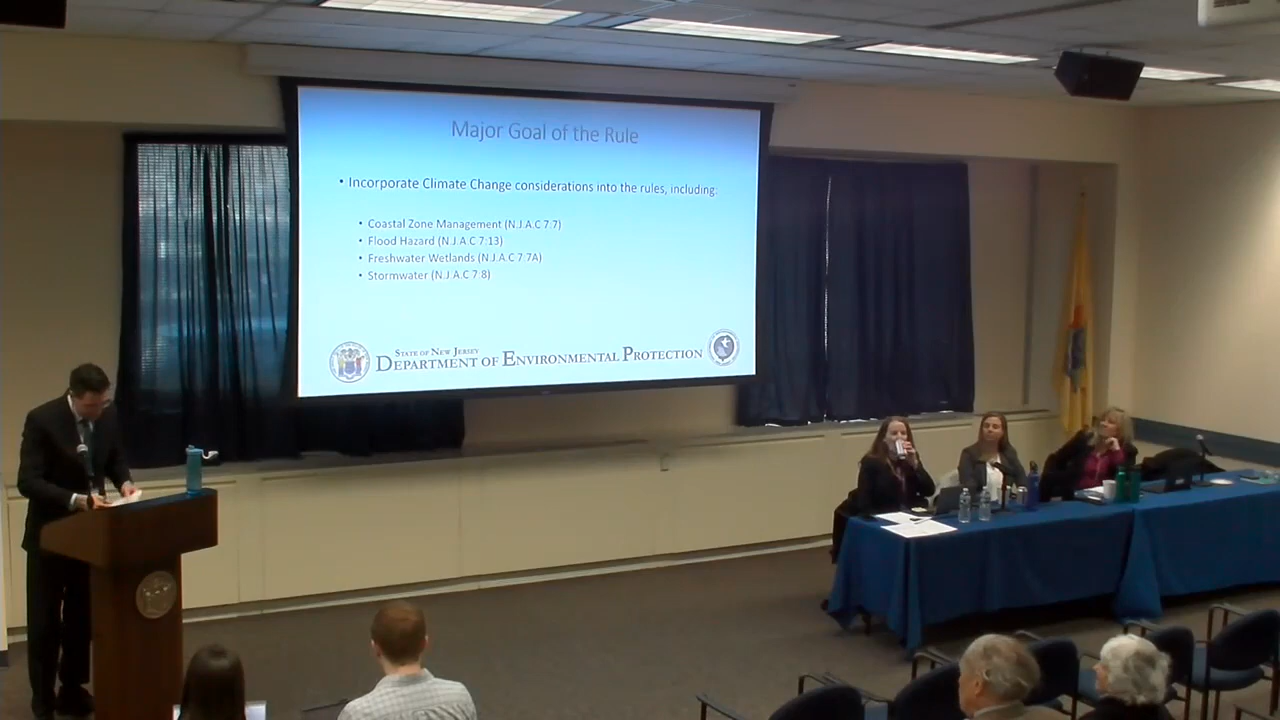 Major Goal of the Rule
• Incorporate Climate Change considerations into the rules, including:
• Coastal Zone Management (N.J.A.C 7:7)
• Flood Hazard (N.J.A.C 7:13)
• Freshwater Wetlands (N.J.A.C 7:7A)
• Stormwater (N.J.A.C 7:8)
STATE OF NEW JERSEY
DEPARTMENT OF ENVIRONMENTAL PROTECTION